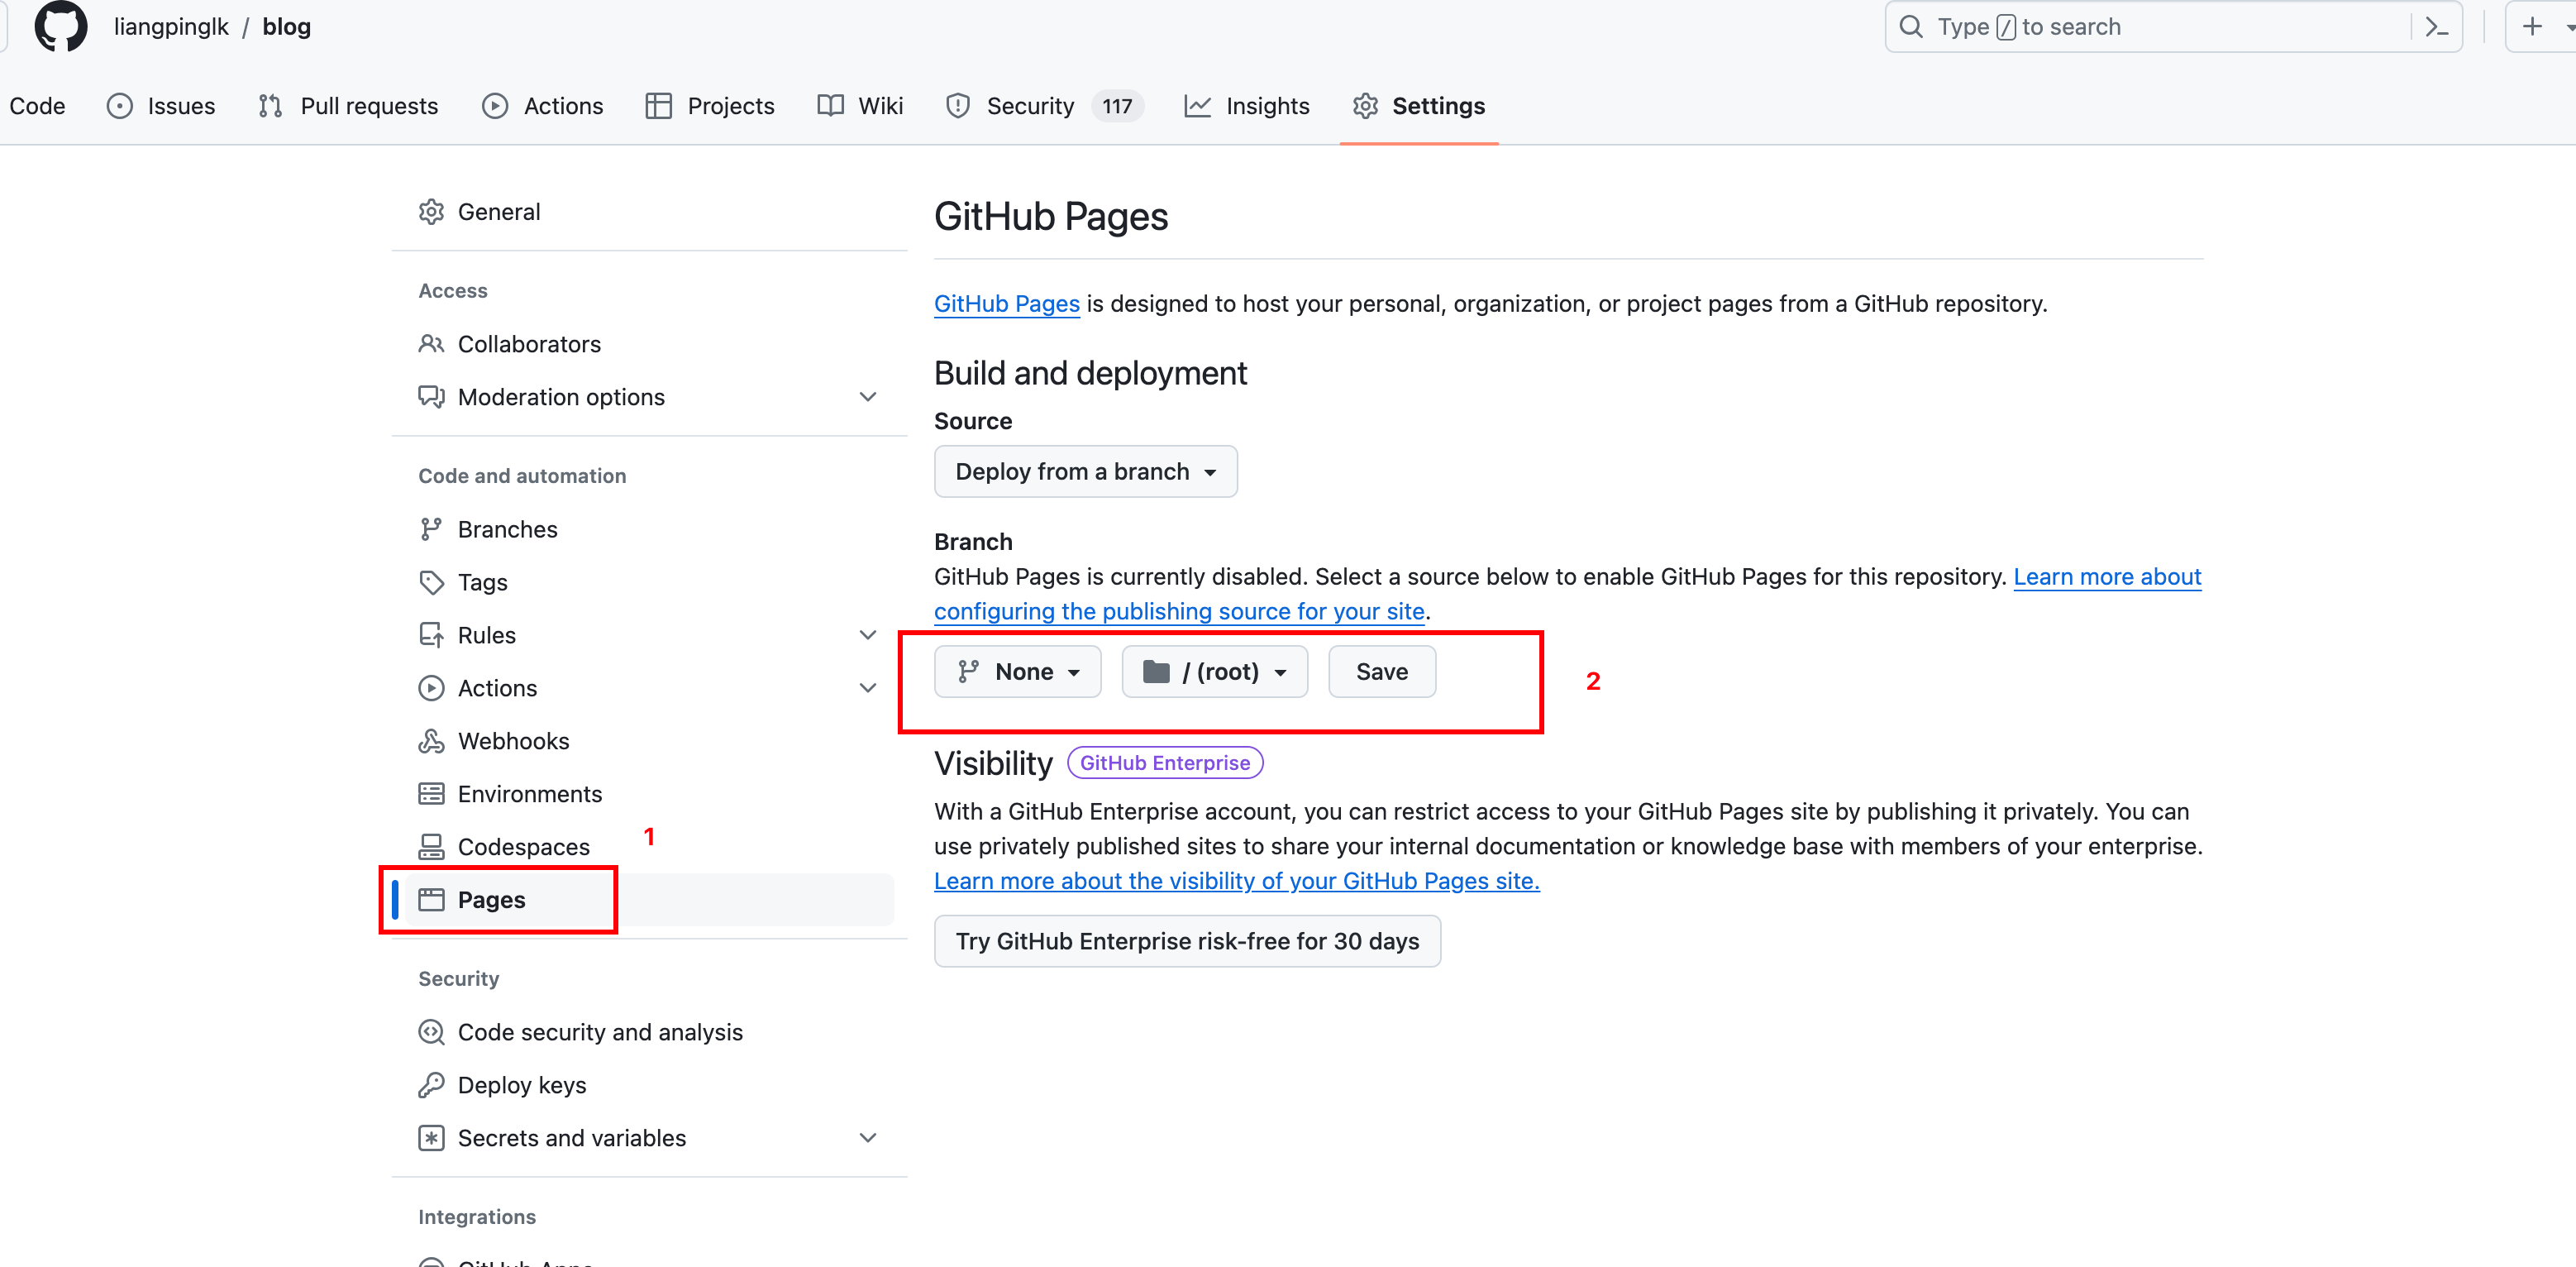 liangpinglk / blog
Type / to search
Code
Issues
Pull requests
Actions
Projects
Wiki
Security 117
Insights
Settings
General
Access
Collaborators
Moderation options
Code and automation
Branches
Tags
Rules
Actions
Webhooks
Environments
Codespaces
1
Pages
Security
Code security and analysis
Deploy keys
Secrets and variables
Integrations
GitHub Apps
GitHub Pages
GitHub Pages is designed to host your personal, organization, or project pages from a GitHub repository.
Build and deployment
Source
Deploy from a branch
Branch
GitHub Pages is currently disabled. Select a source below to enable GitHub Pages for this repository. Learn more about
configuring the publishing source for your site.
None
/ (root)
Save
2
Visibility GitHub Enterprise
With a GitHub Enterprise account, you can restrict access to your GitHub Pages site by publishing it privately. You can
use privately published sites to share your internal documentation or knowledge base with members of your enterprise.
Learn more about the visibility of your GitHub Pages site.
Try GitHub Enterprise risk-free for 30 days